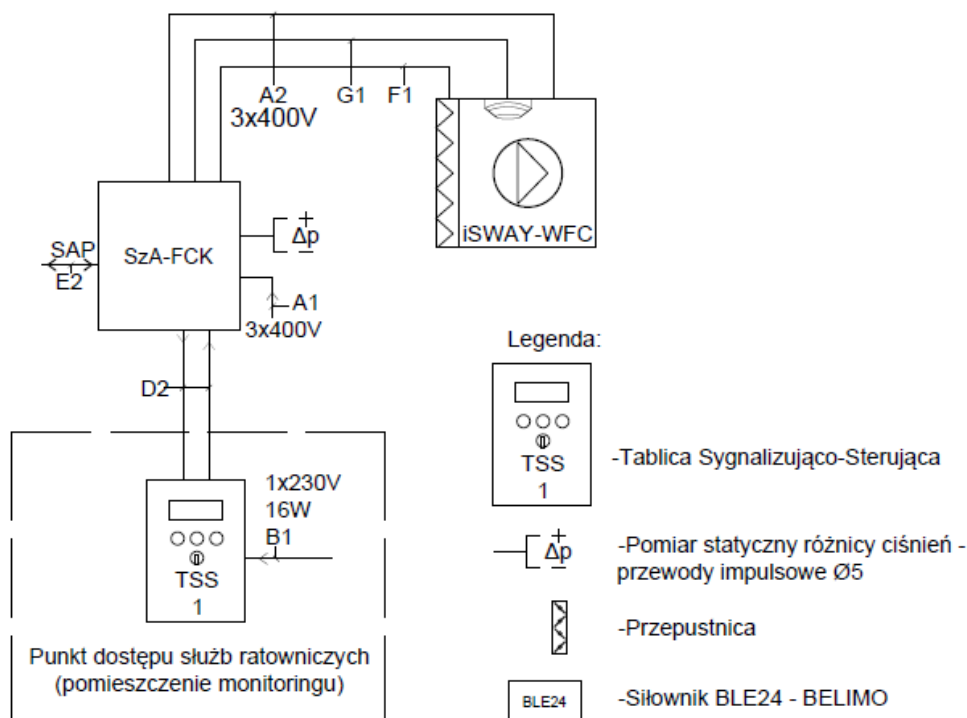 A2
3x400V
G1
F1
iSWAY-WFC
SzA-FCK
SAP
E2
+
Δp
A1
3x400V
D2
1x230V
16W
B1
TSS
1
Punkt dostępu służb ratowniczych
(pomieszczenie monitoringu)
Legenda:
TSS
1
-Tablica Sygnalizująco-Sterująca
+
Δp
-Pomiar statyczny różnicy ciśnień -
przewody impulsowe Ø5
-Przepustnica
BLE24
-Siłownik BLE24 - BELIMO